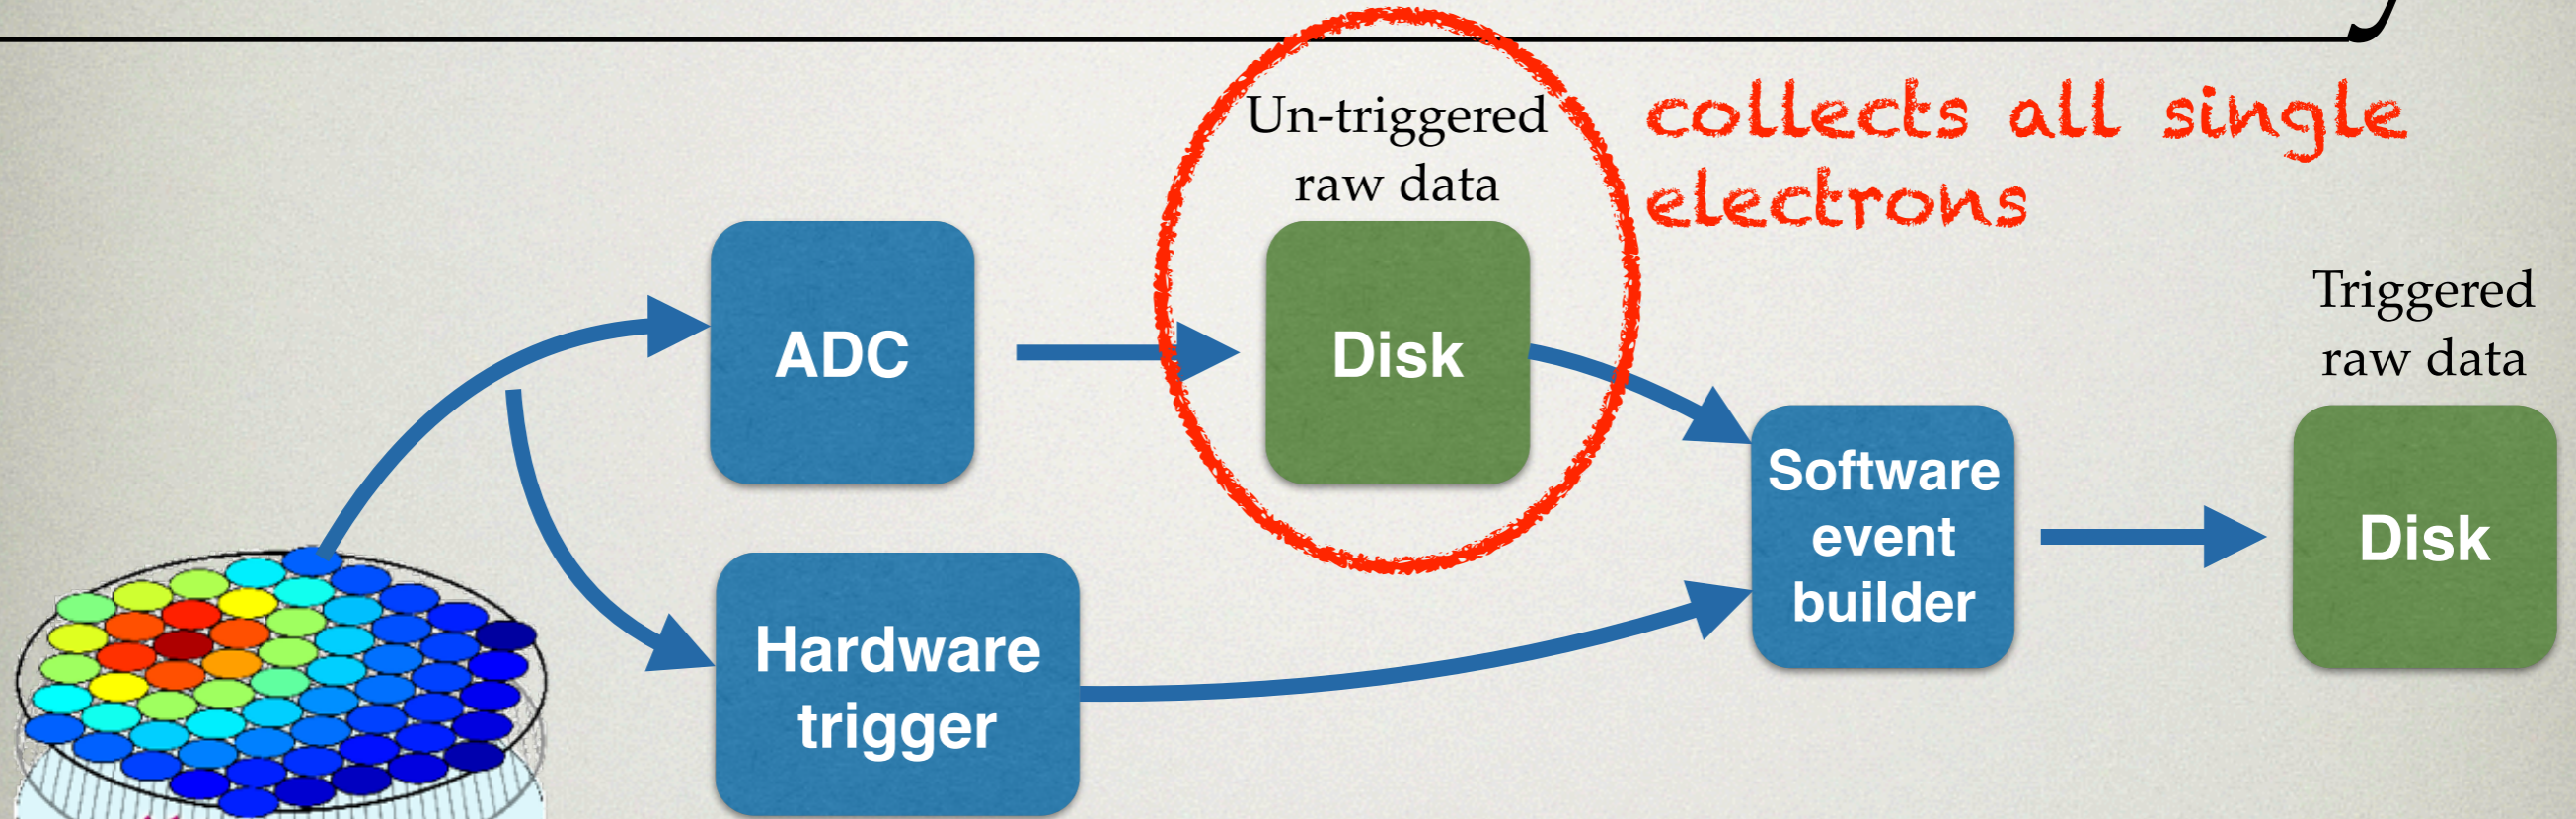 Un-triggered
raw data
collects all single
electrons
ADC
Disk
Triggered
raw data
Software
event
builder
Disk
Hardware
trigger